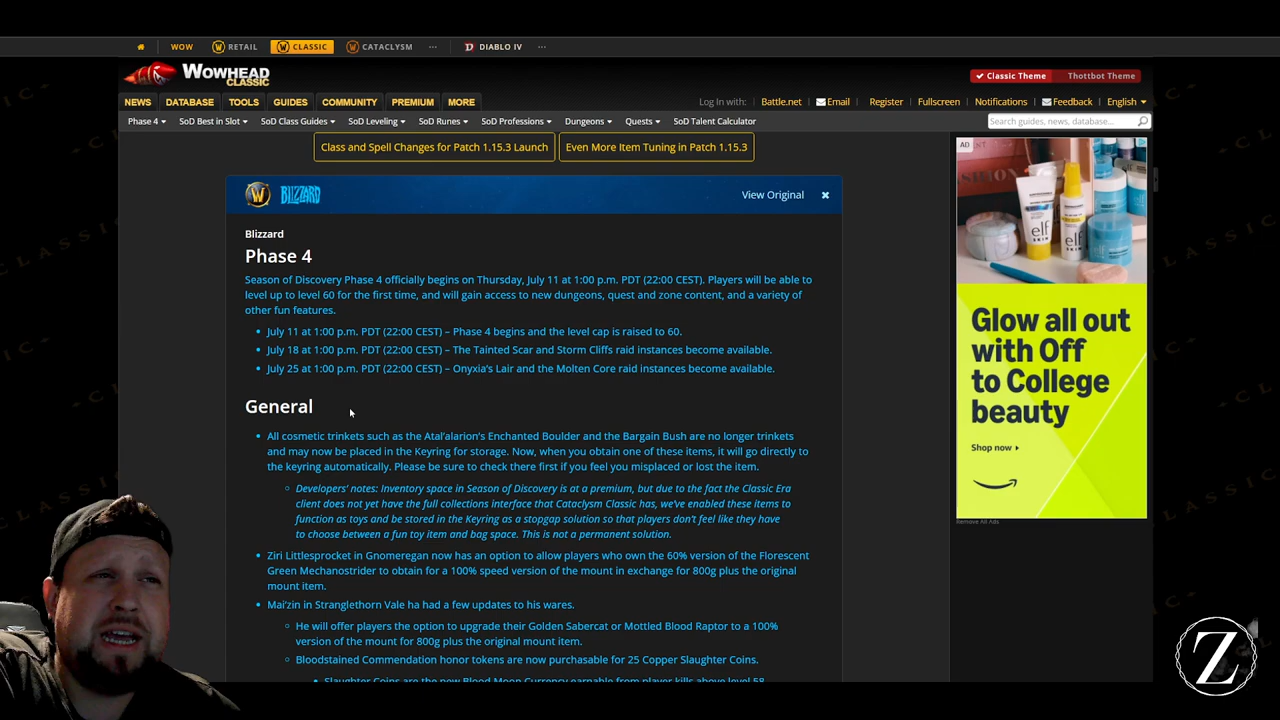 WOW RETAIL CLASSIC CATACLYSM ... DIABLO IV ...
WOWHEAD
CLASSIC
Classic Theme Thottbot Theme
NEWS DATABASE TOOLS GUIDES COMMUNITY PREMIUM MORE
Log In with: Battle.net Email Register Fullscreen Notifications Feedback English
Phase 4 SoD Best in Slot SoD Class Guides SoD Leveling SoD Runes SoD Professions Dungeons Quests SoD Talent Calculator
Search guides, news, database...
Class and Spell Changes for Patch 1.15.3 Launch Even More Item Tuning in Patch 1.15.3
W BLIZZARD View Original
Blizzard
Phase 4
Season of Discovery Phase 4 officially begins on Thursday, July 11 at 1:00 p.m. PDT (22:00 CEST). Players will be able to
level up to level 60 for the first time, and will gain access to new dungeons, quest and zone content, and a variety of
other fun features.
• July 11 at 1:00 p.m. PDT (22:00 CEST) – Phase 4 begins and the level cap is raised to 60.
• July 18 at 1:00 p.m. PDT (22:00 CEST) – The Tainted Scar and Storm Cliffs raid instances become available.
• July 25 at 1:00 p.m. PDT (22:00 CEST) – Onyxia's Lair and the Molten Core raid instances become available.
General
• All cosmetic trinkets such as the Atal'alarion's Enchanted Boulder and the Bargain Bush are no longer trinkets
and may now be placed in the Keyring for storage. Now, when you obtain one of these items, it will go directly to
the keyring automatically. Please be sure to check there first if you feel you misplaced or lost the item.
Developers' notes: Inventory space in Season of Discovery is at a premium, but due to the fact the Classic Era
client does not yet have the full collections interface that Cataclysm Classic has, we've enabled these items to
function as toys and be stored in the Keyring as a stopgap solution so that players don't feel like they have
to choose between a fun toy item and bag space. This is not a permanent solution.
• Ziri Littlesprocket in Gnomeregan now has an option to allow players who own the 60% version of the Florescent
Green Mechanostrider to obtain for a 100% speed version of the mount in exchange for 800g plus the original
mount item.
• Mai'zin in Stranglethorn Vale ha had a few updates to his wares.
He will offer players the option to upgrade their Golden Sabercat or Mottled Blood Raptor to a 100%
version of the mount for 800g plus the original mount item.
Bloodstained Commendation honor tokens are now purchasable for 25 Copper Slaughter Coins.
Slaughter Coins are the new Blood Moon Currency earnable from player kills above level 58
AD
elf
SKIN
elf
Glow all out
with Off
to College
beauty
Shop now
Remove All Ads
Z